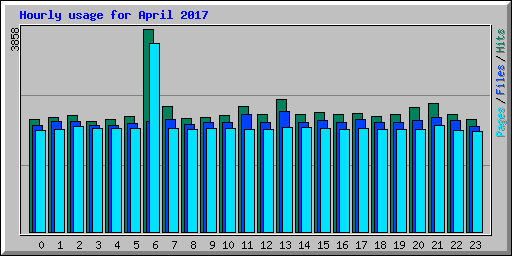 Hourly usage for April 2017
3858
Pages/Files/Hits
0 1 2 3 4 5 6 7 8 9 10 11 12 13 14 15 16 17 18 19 20 21 22 23